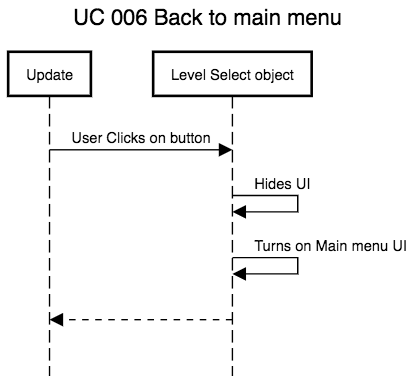 UC 006 Back to main menu
Update
Level Select object
User Clicks on button
Hides UI
Turns on Main menu UI